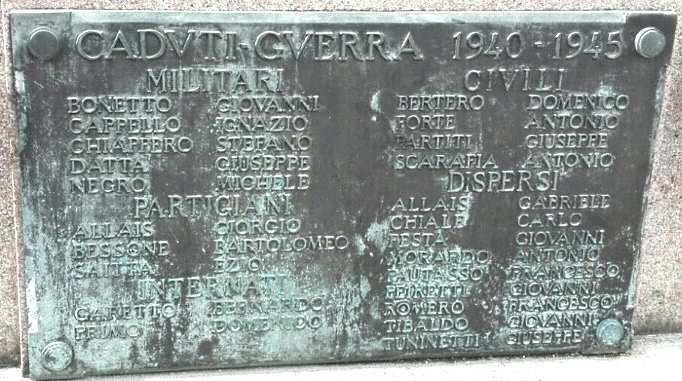 CADVTI-GVERRA 1940-1945
MILITARI
BONETTO GIOVANNI
CAPPELLO IGNAZIO
CHIAPPERO STEFANO
DATTA GIUSEPPE
NEGRO MICHELE
PARTIGIANI
ALLAIS GIORGIO
BESSONE BARTOLOMEO
SAITTA EZIO
INTERNATI
GARETTO BERNARDO
PRIMO DOMENICO
CIVILI
BERTERO DOMENICO
FORTE ANTONIO
PARTITI GIUSEPPE
SCARAFIA ANTONIO
DISPERSI
ALLAIS GABRIELE
CHIALE CARLO
FESTA GIOVANNI
MORARDO ANTONIO
PAUTASSO FRANCESCO
PEIRETTI GIOVANNI
ROMERO FRANCESCO
TIBALDO GIOVANNI
TUNINETTI GIUSEPPE